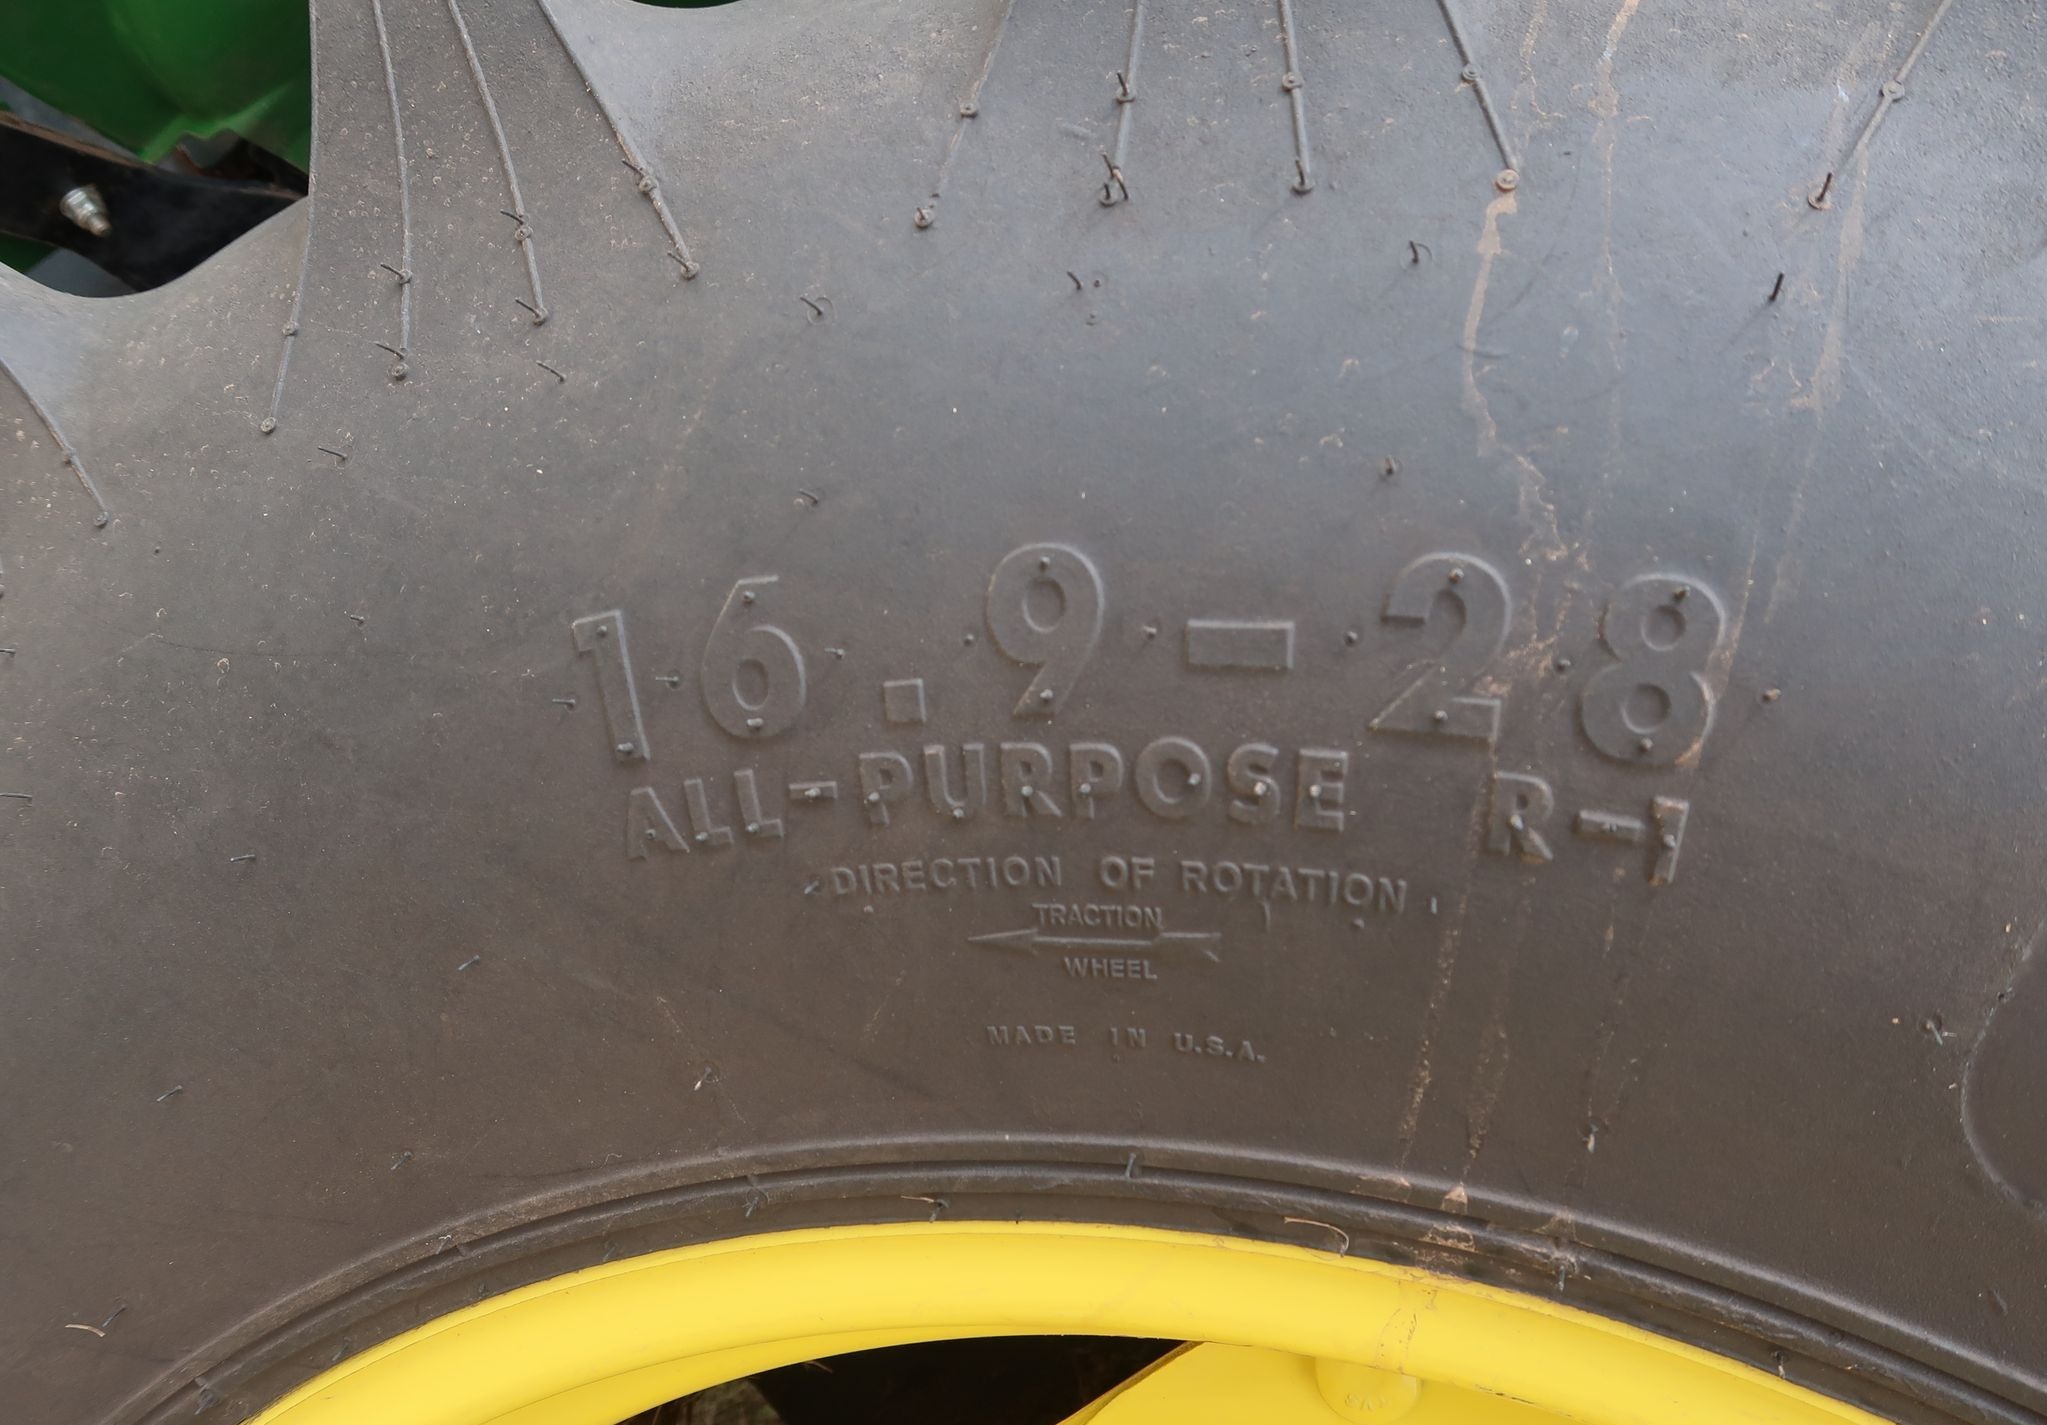 16.9-28
ALL-PURPOSE R-1
DIRECTION OF ROTATION
TRACTION
WHEEL
MADE IN U.S.A.